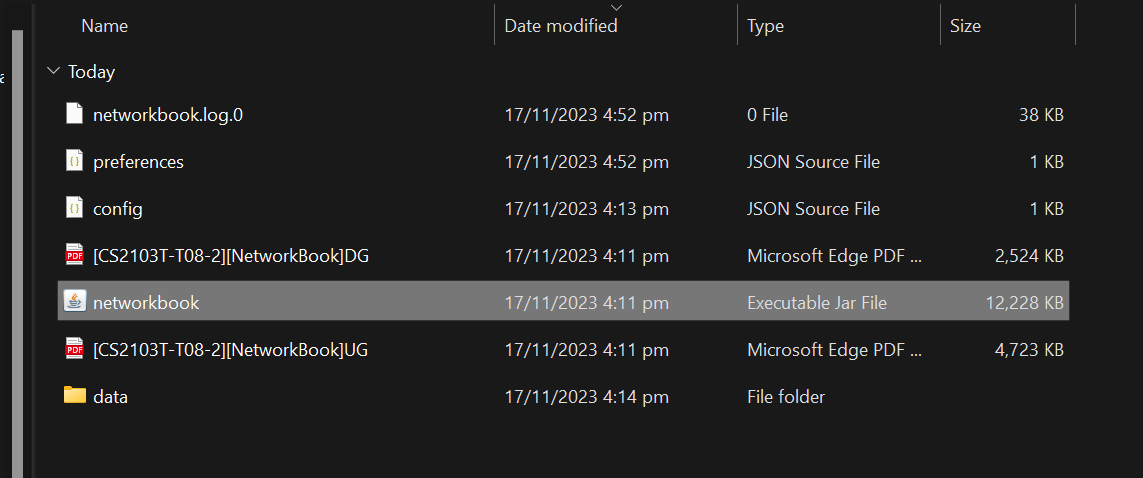 Name Date modified Type Size
Today
networkbook.log.0 17/11/2023 4:52 pm 0 File 38 KB
preferences 17/11/2023 4:52 pm JSON Source File 1 KB
config 17/11/2023 4:13 pm JSON Source File 1 KB
PDF [CS2103T-T08-2][NetworkBook]DG 17/11/2023 4:11 pm Microsoft Edge PDF ... 2,524 KB
networkbook 17/11/2023 4:11 pm Executable Jar File 12,228 KB
PDF [CS2103T-T08-2][NetworkBook]UG 17/11/2023 4:11 pm Microsoft Edge PDF ... 4,723 KB
data 17/11/2023 4:14 pm File folder